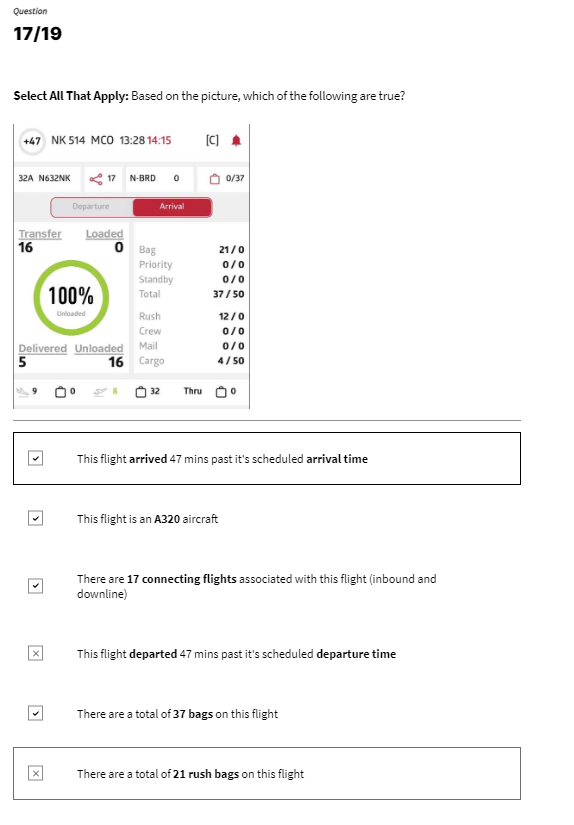 Question
17/19
Select All That Apply: Based on the picture, which of the following are true?
+47 NK 514 MCO 13:28 14:15 [C]
32A N632NK 17 N-BRD 0 0/37
Departure Arrival
Transfer Loaded
16 0
100%
Unloaded
Delivered Unloaded
5 16
Bag 21 / 0
Priority 0 / 0
Standby 0 / 0
Total 37 / 50
Rush 12 / 0
Crew 0 / 0
Mail 0 / 0
Cargo 4 / 50
9 0 8 32 Thru 0
This flight arrived 47 mins past it's scheduled arrival time
This flight is an A320 aircraft
There are 17 connecting flights associated with this flight (inbound and
downline)
This flight departed 47 mins past it's scheduled departure time
There are a total of 37 bags on this flight
There are a total of 21 rush bags on this flight